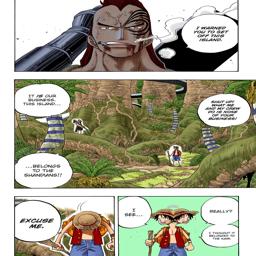 I WARNED
YOU TO GET
OFF THIS
ISLAND.
IT IS OUR
BUSINESS.
THIS ISLAND...
SHUT UP!
WHAT ME
AND MY CREW
DO IS NONE
OF YOUR
BUSINESS!
...BELONGS
TO THE
SHANDIANS!!
EXCUSE
ME.
I
SEE...
REALLY?
I THOUGHT IT
BELONGED TO
THE KAMI.